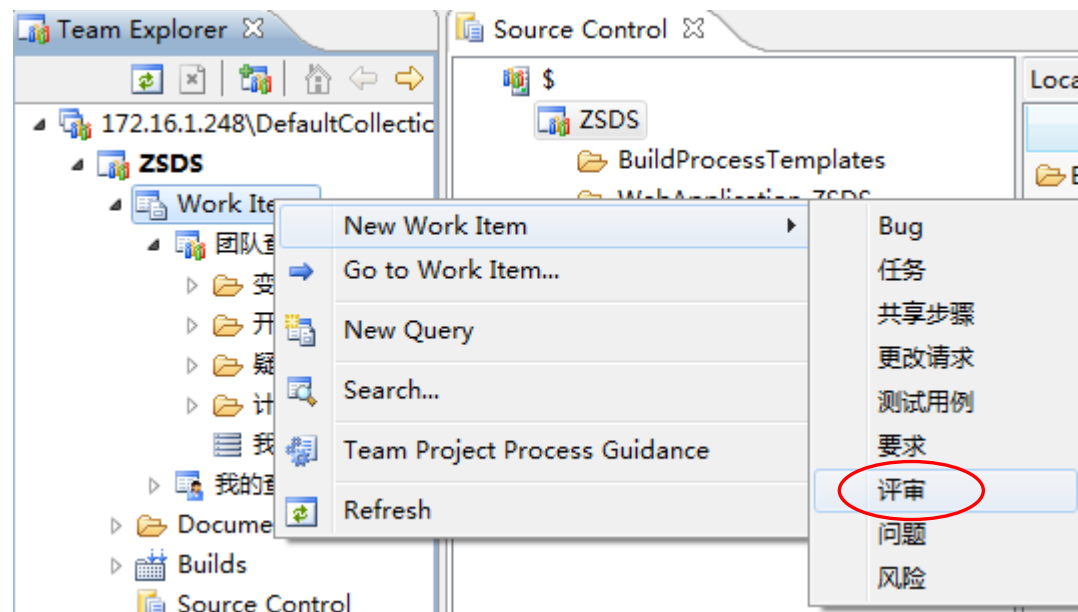 Team Explorer
172.16.1.248\DefaultCollectic
ZSDS
Work Ite
团队查
变
开
疑
计
我
我的查
Docume
Builds
Source Control
Source Control
$
ZSDS
BuildProcessTemplates
WebApplication ZSDS
Loca
New Work Item
Go to Work Item...
New Query
Search...
Team Project Process Guidance
Refresh
Bug
任务
共享步骤
更改请求
测试用例
要求
评审
问题
风险